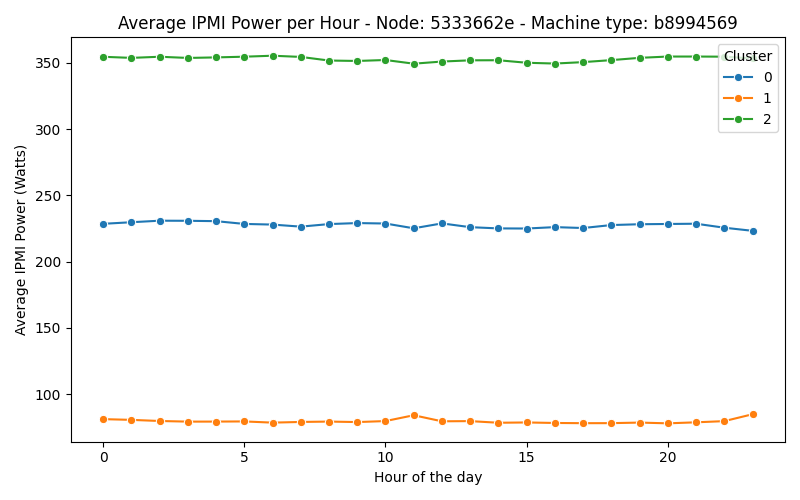 Average IPMI Power per Hour - Node: 5333662e - Machine type: b8994569
Cluster
0
1
2
350
300
250
200
150
100
Average IPMI Power (Watts)
0 5 10 15 20
Hour of the day